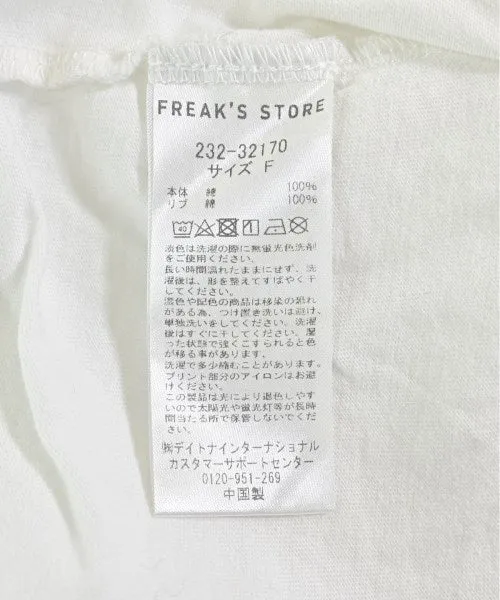 FREAK'S STORE
232-32170
サイズ F
本体 綿 100%
リブ 綿 100%
40
淡色は洗濯の際に無蛍光色洗剤
をご使用ください。
長い時間濡れたままにせず、洗
濯後は、形を整えてすばやく干
してください。
濃色や配色の商品は移染の恐れ
がある為、つけ置き洗いは避け、
単独洗いをしてください。洗濯
後はすぐに干してください。湿
った状態で強くこすられると色
が移る事があります。
洗濯で多少縮むことがあります。
プリント部分のアイロンはお避
けください。
この製品は光により退色しやす
いので太陽光や蛍光灯等が長時
間当たる所で保管しないでくだ
さい。
㈱デイトナインターナショナル
カスタマーサポートセンター
0120-951-269
中国製